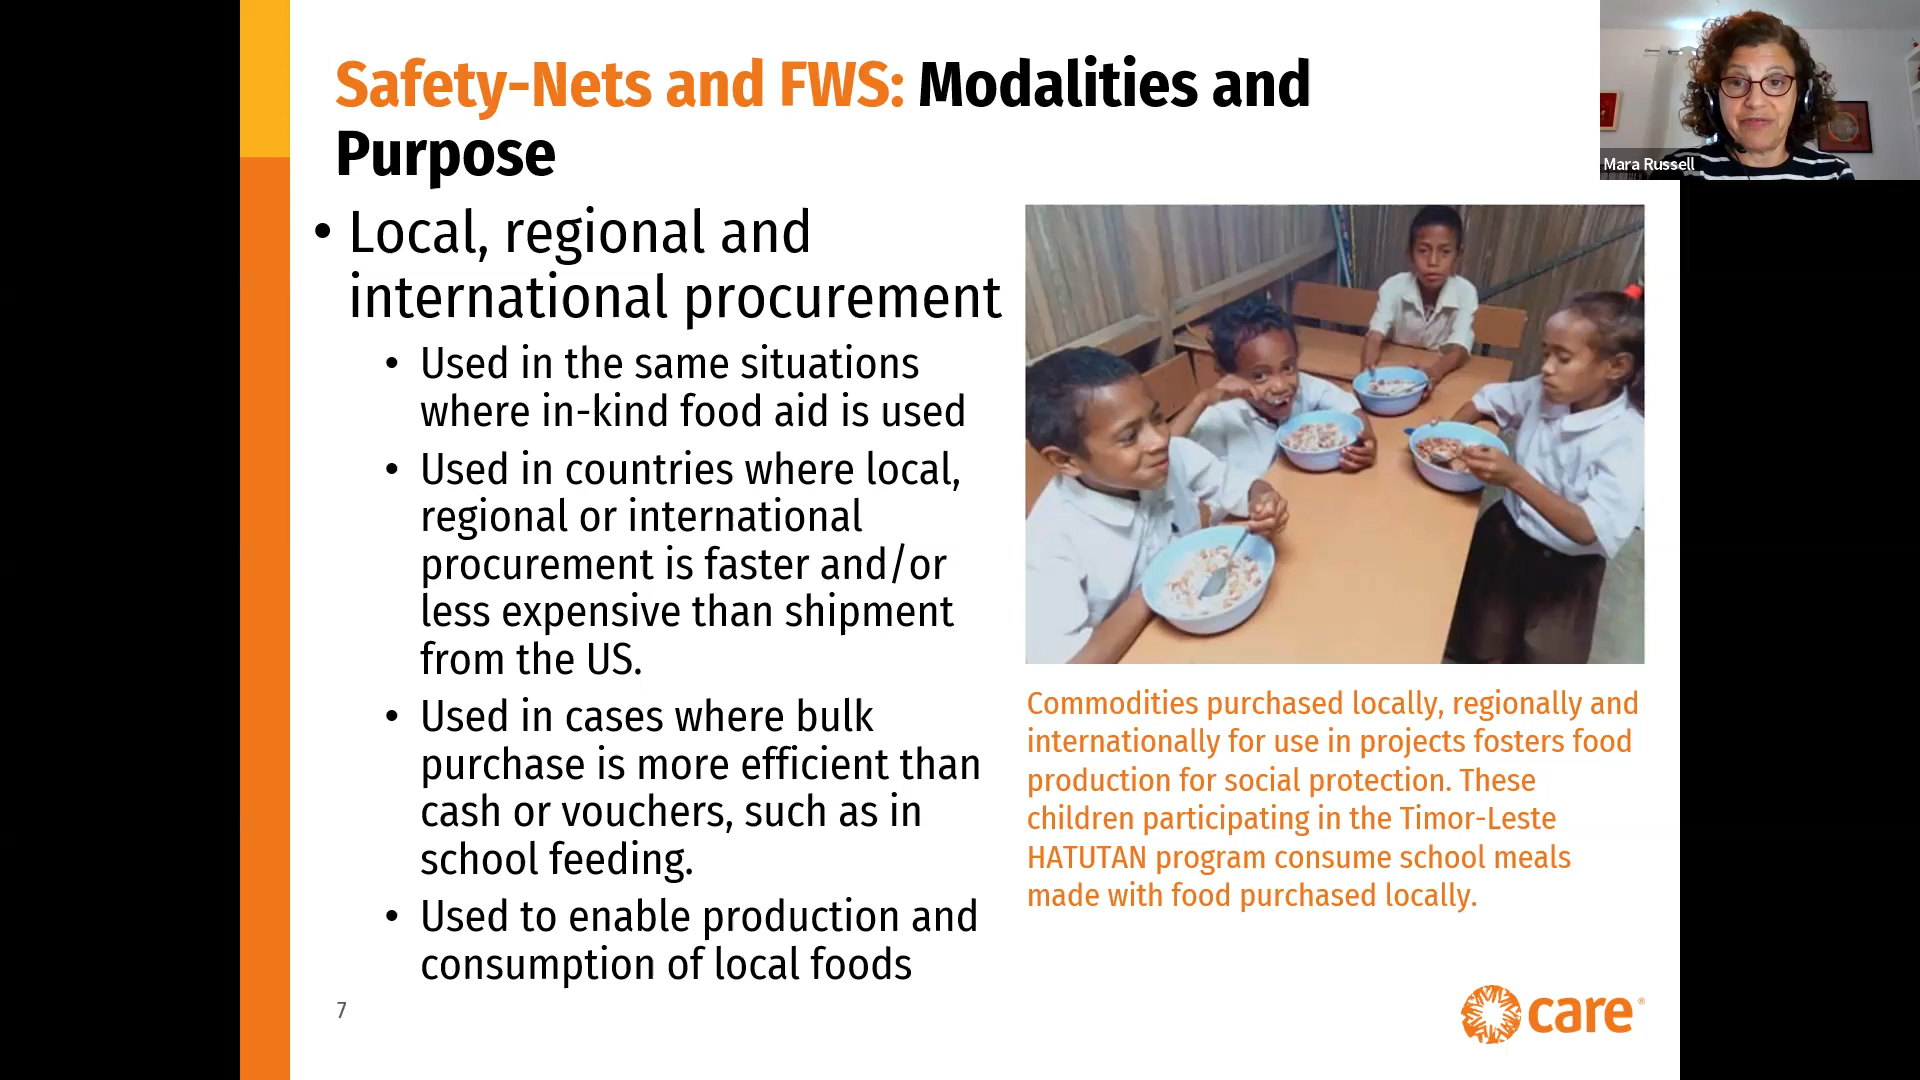 Safety-Nets and FWS: Modalities and
Purpose
• Local, regional and
international procurement
• Used in the same situations
where in-kind food aid is used
• Used in countries where local,
regional or international
procurement is faster and/or
less expensive than shipment
from the US.
• Used in cases where bulk
purchase is more efficient than
cash or vouchers, such as in
school feeding.
• Used to enable production and
consumption of local foods
7
Mara Russell
Commodities purchased locally, regionally and
internationally for use in projects fosters food
production for social protection. These
children participating in the Timor-Leste
HATUTAN program consume school meals
made with food purchased locally.
care®